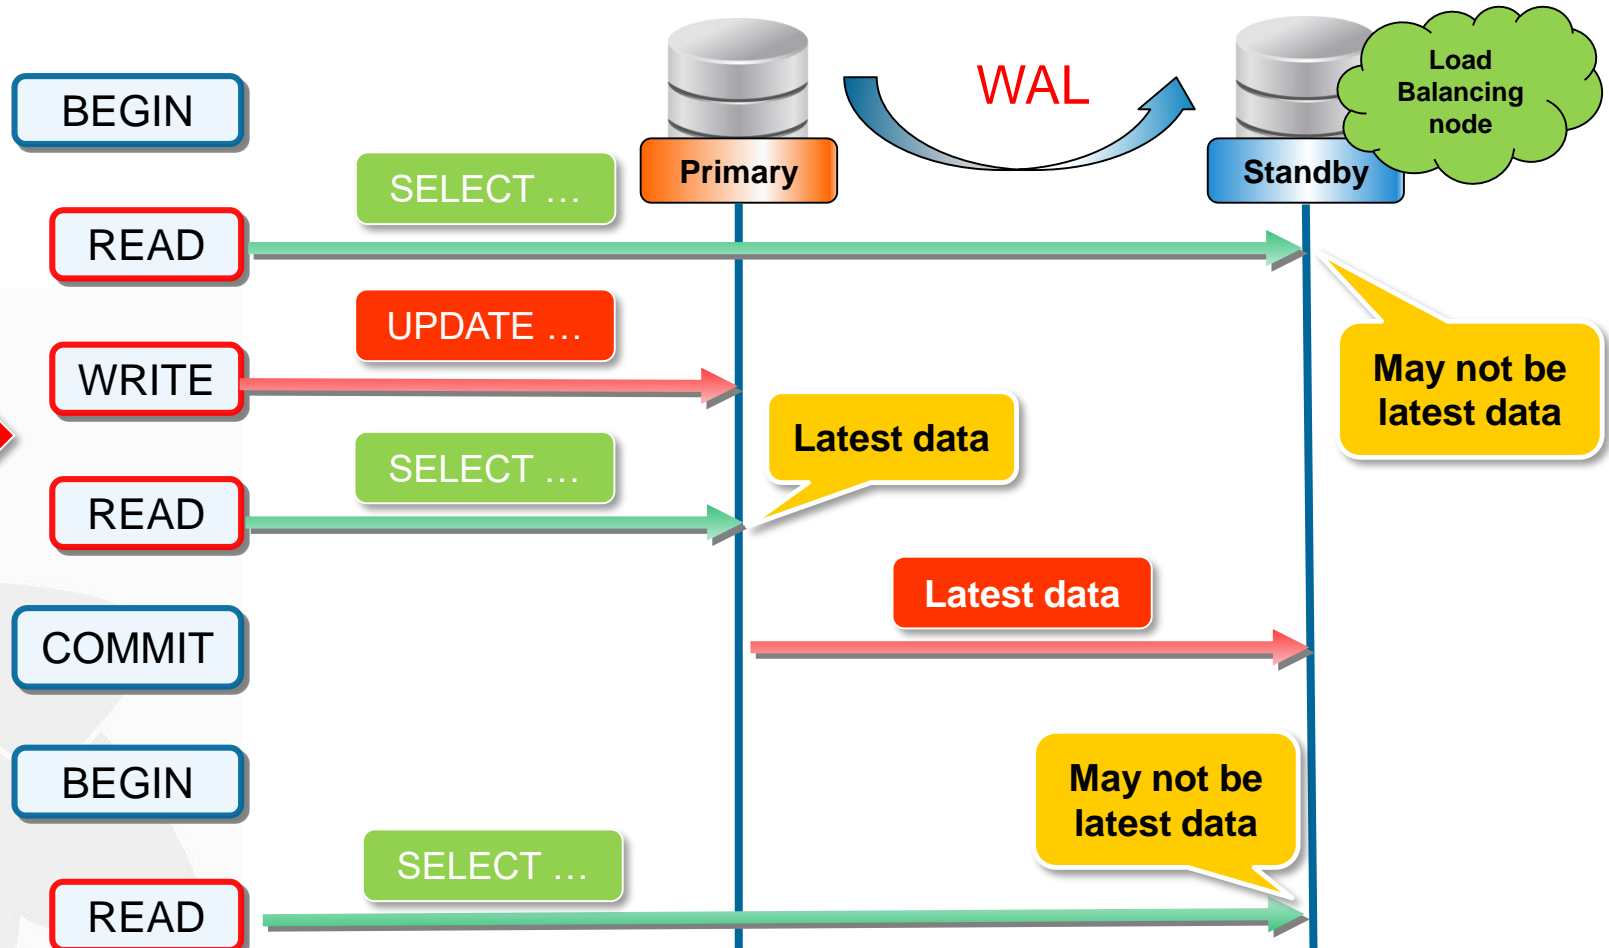 BEGIN
WAL
Load
Balancing
node
Primary
Standby
SELECT …
READ
UPDATE …
WRITE
May not be
latest data
Latest data
SELECT …
READ
Latest data
COMMIT
BEGIN
May not be
latest data
SELECT …
READ